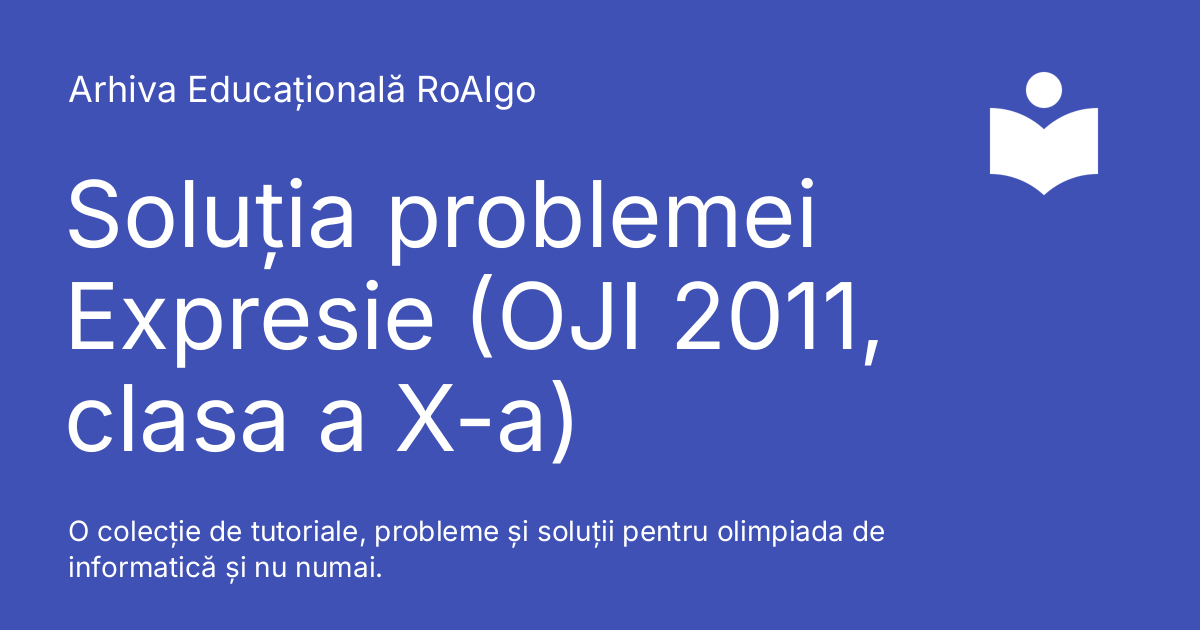 Arhiva Educațională RoAlgo
Soluția problemei
Expresie (OJI 2011,
clasa a X-a)
O colecție de tutoriale, probleme și soluții pentru olimpiada de
informatică și nu numai.